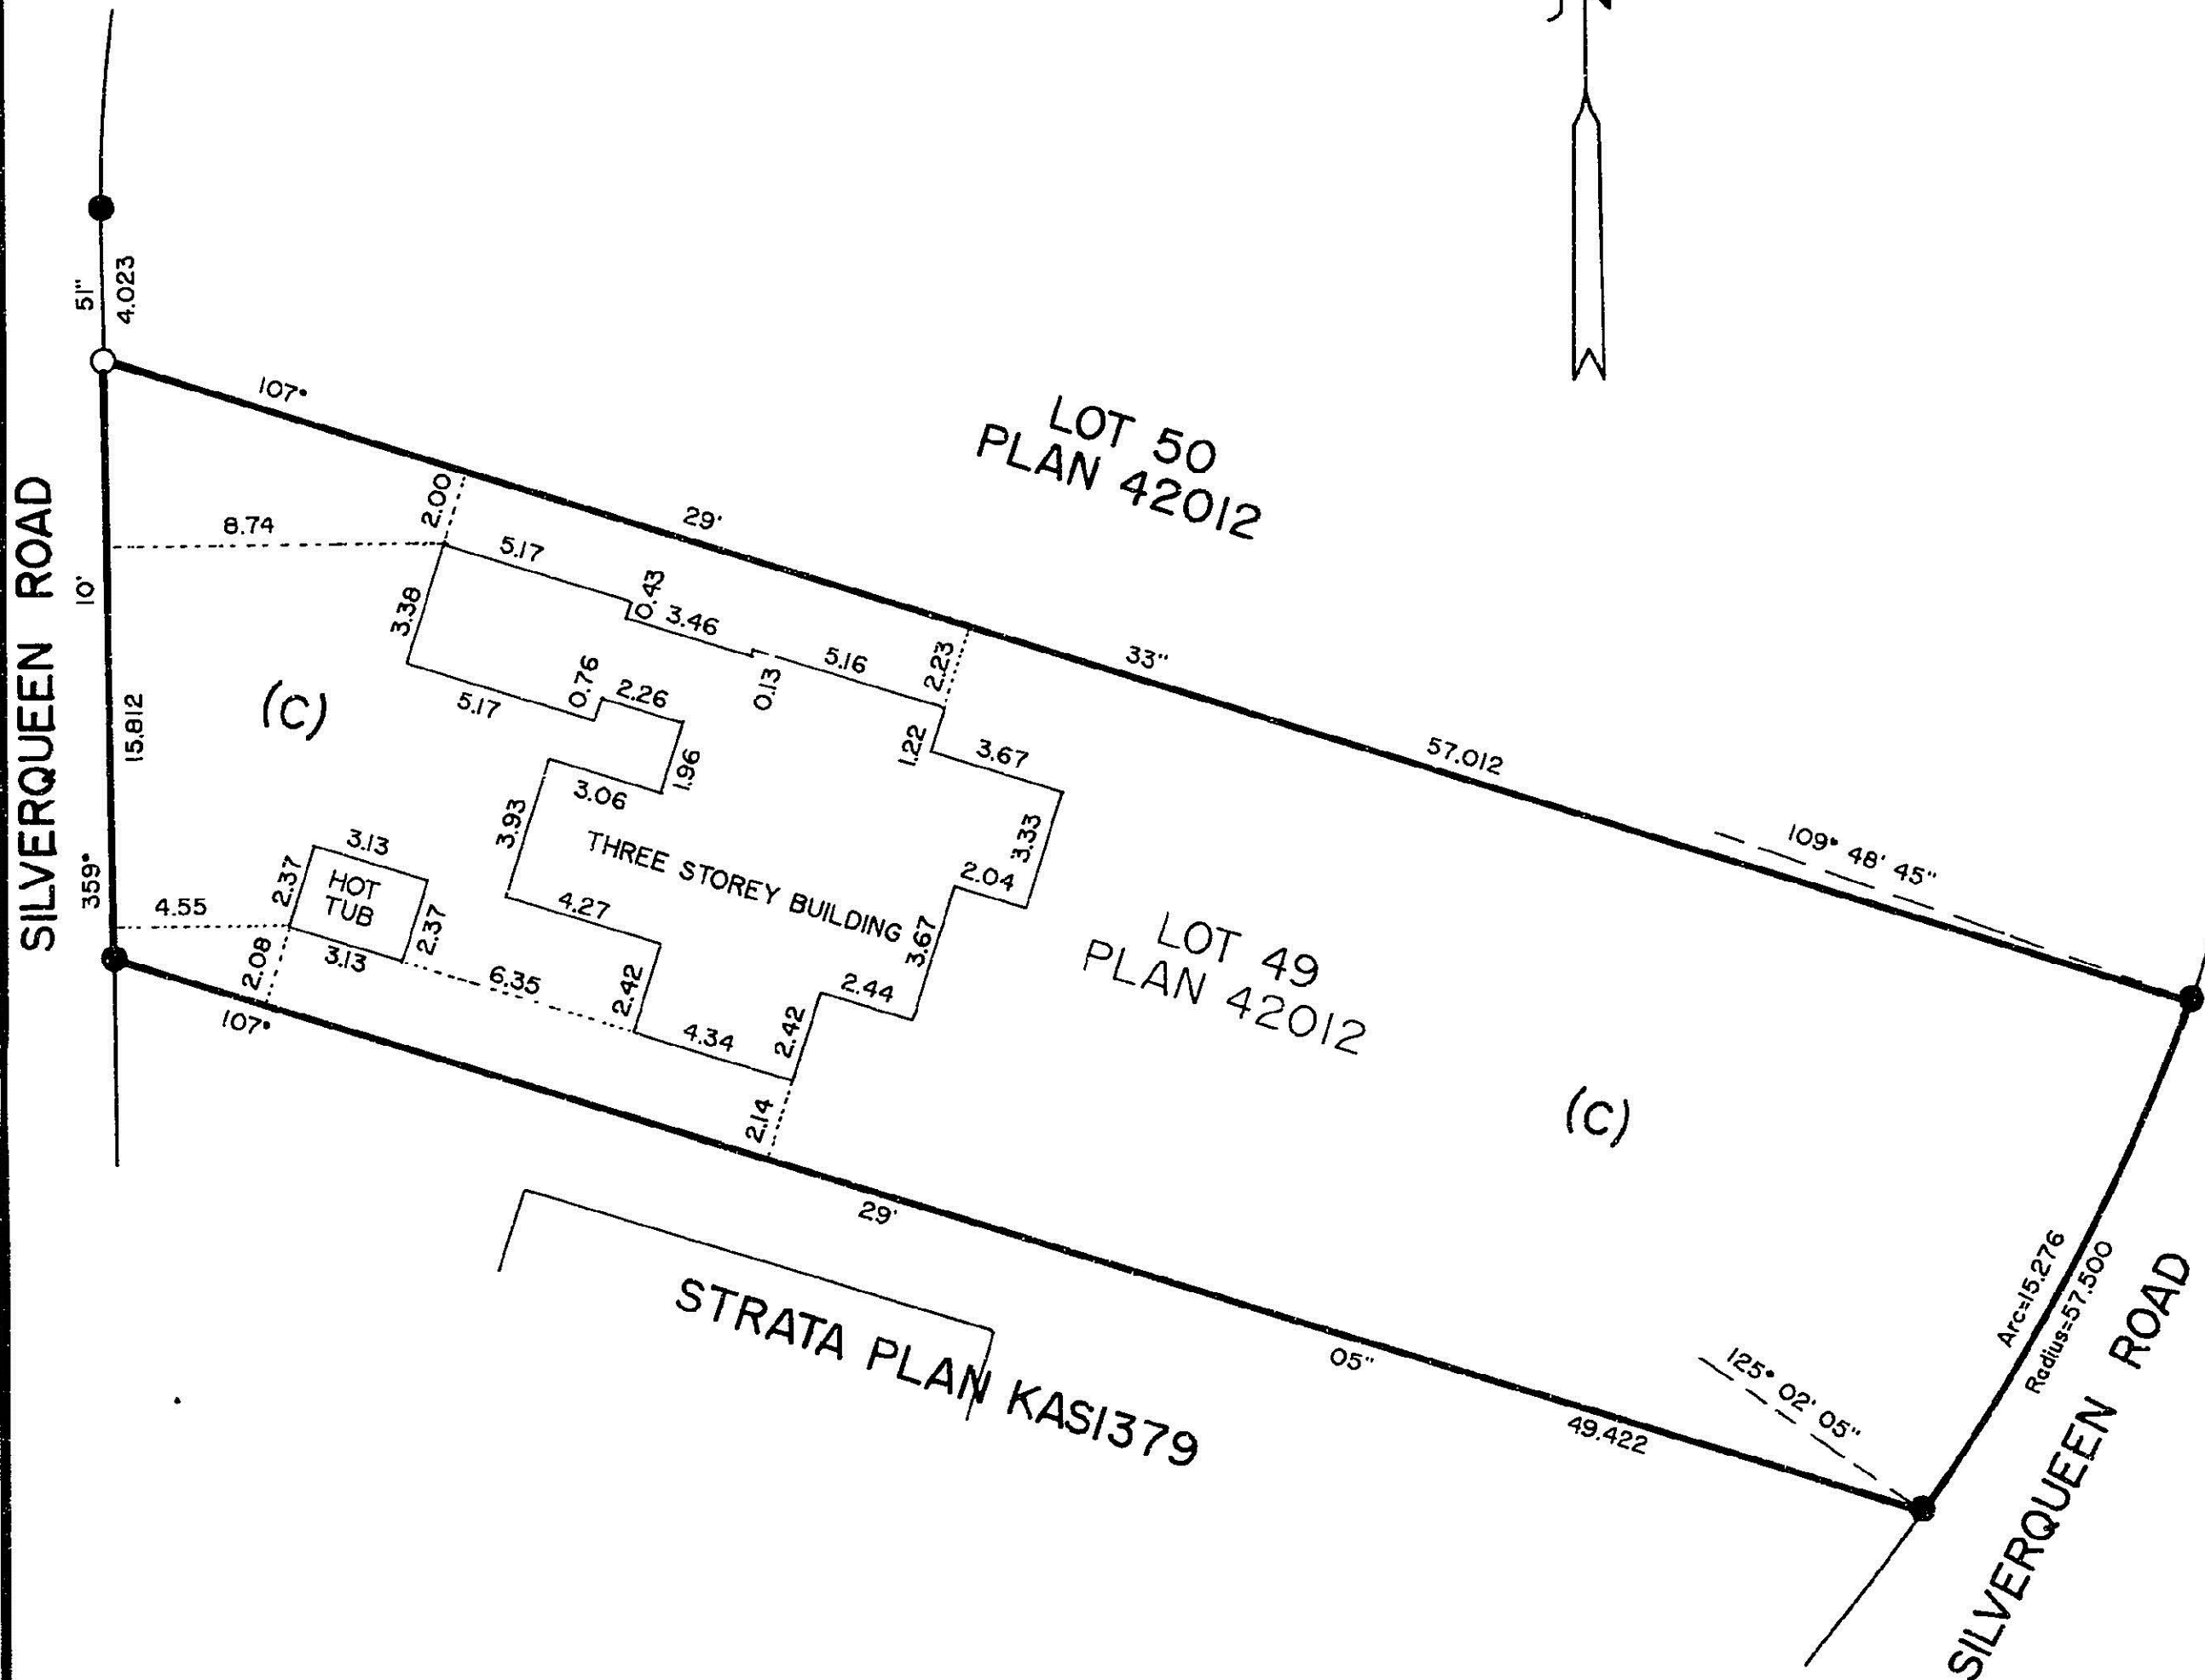 51"
4.023
107°
LOT 50
PLAN 42012
SILVERQUEEN ROAD
2.00
8.74
29'
5.17
0.43
3.46
10'
3.38
5.16
2.23
33"
0.76
2.26
0.13
5.17
(C)
15.812
1.22
3.67
57.012
1.96
3.06
3.93
3.33
109° 48' 45"
THREE STOREY BUILDING
3.13
2.37
HOT
TUB
2.37
3.13
359°
4.55
2.04
4.27
3.67
LOT 49
PLAN 42012
2.08
6.35
2.42
2.44
107°
4.34
2.42
2.14
(C)
29'
STRATA PLAN KAS1379
05"
125° 02' 05"
49.422
Arc=15.276
Radius=57.500
SILVERQUEEN ROAD